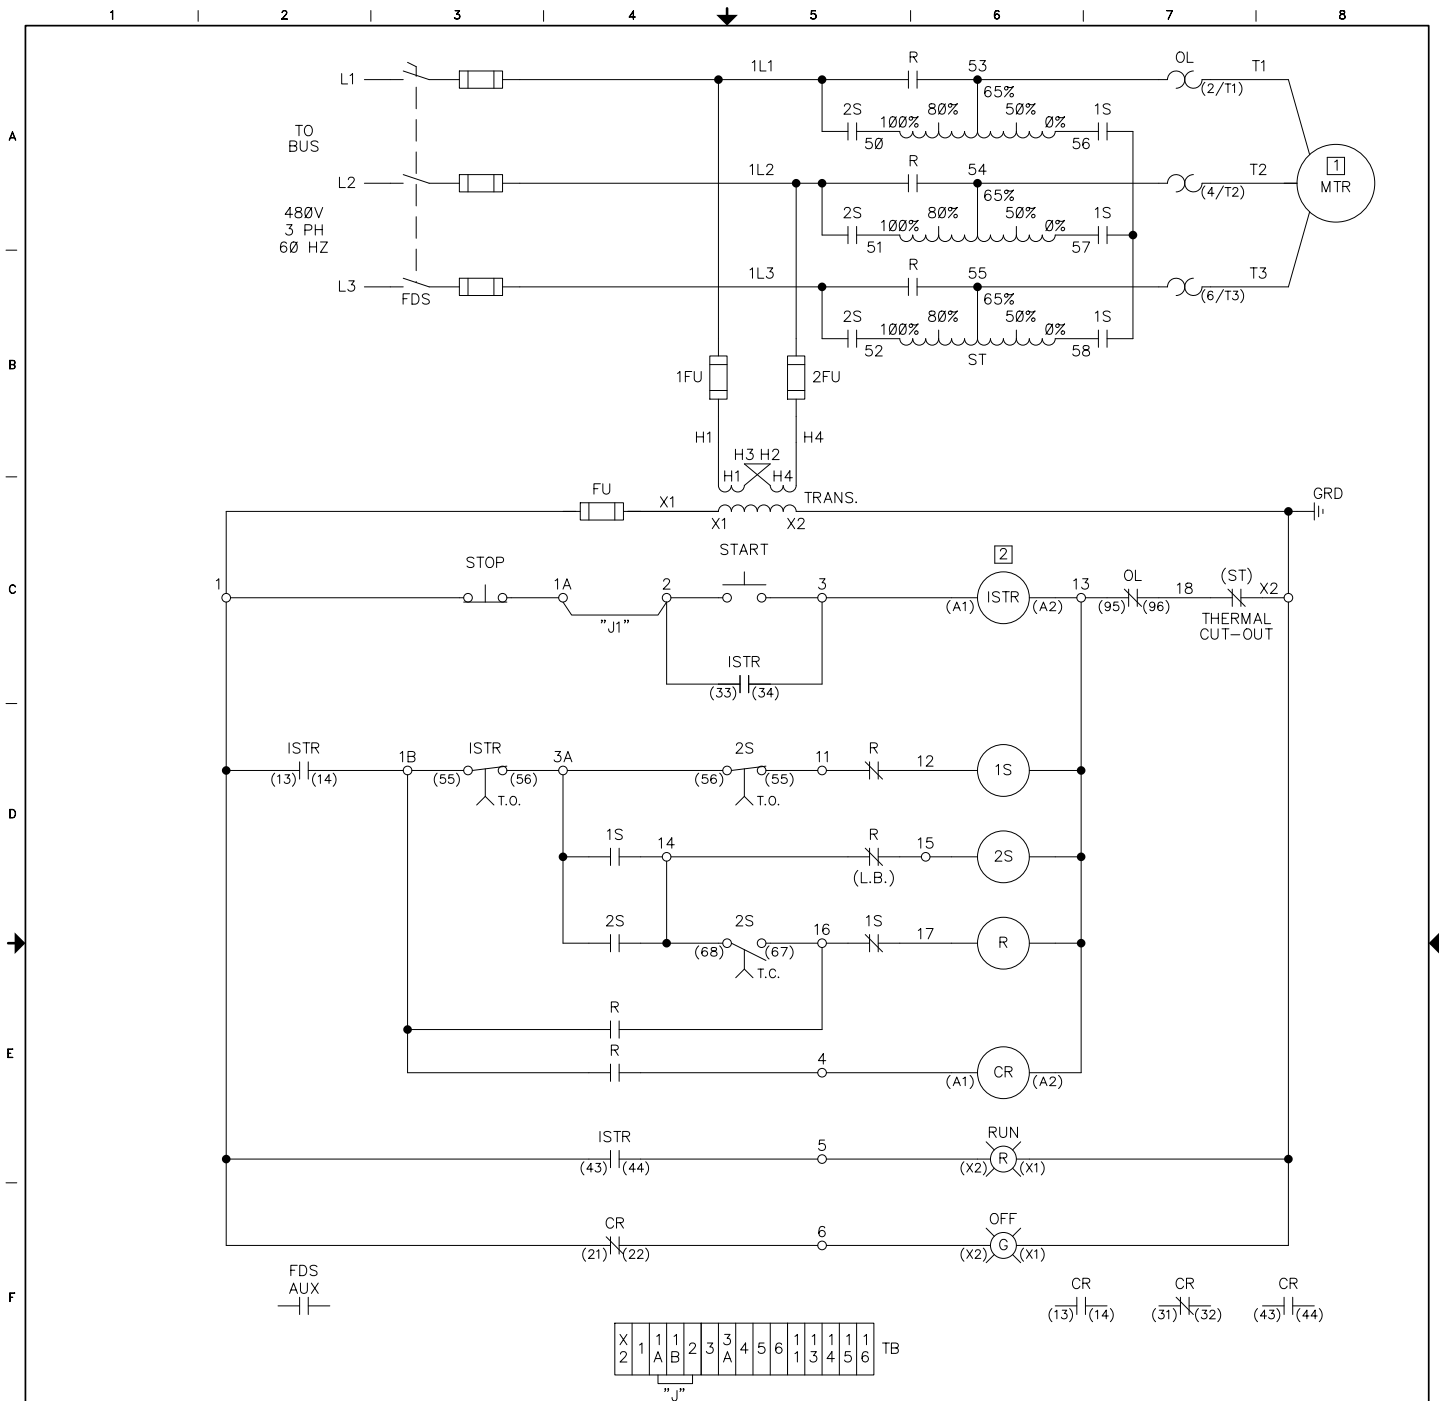 1 2 3 4 5 6 7 8
A
B
C
D
E
F
L1 1L1 R 53 OL T1
65% (2/T1)
2S 100% 80% 50% 0% 1S
50 56
TO
BUS
L2 1L2 R 54 T2
65% (4/T2)
1
MTR
480V
3 PH
60 HZ
2S 100% 80% 50% 0% 1S
51 57
L3 1L3 R 55 T3
FDS 65% (6/T3)
2S 100% 80% 50% 0% 1S
52 58
ST
1FU 2FU
H1 H4
H3 H2
H1 H4
FU X1 TRANS. GRD
X1 X2
STOP START 2
1 1A 2 3 (A1) ISTR (A2) 13 OL (95) (96) 18 (ST) X2
THERMAL
CUT-OUT
"J1"
ISTR
(33) (34)
ISTR 1B ISTR 3A 2S 11 R 12 1S
(13) (14) (55) (56) (56) (55)
T.O. T.O.
1S 14 R 15 2S
(L.B.)
2S 2S 16 1S 17 R
(68) (67)
T.C.
R
R 4 CR
(A1) (A2)
ISTR 5 RUN
(43) (44) (X2) R (X1)
CR 6 OFF
(21) (22) (X2) G (X1)
FDS
AUX
CR CR CR
(13) (14) (31) (32) (43) (44)
X2 1 1A 1B 2 3 3A 4 5 6 11 13 14 15 16 TB
"J"